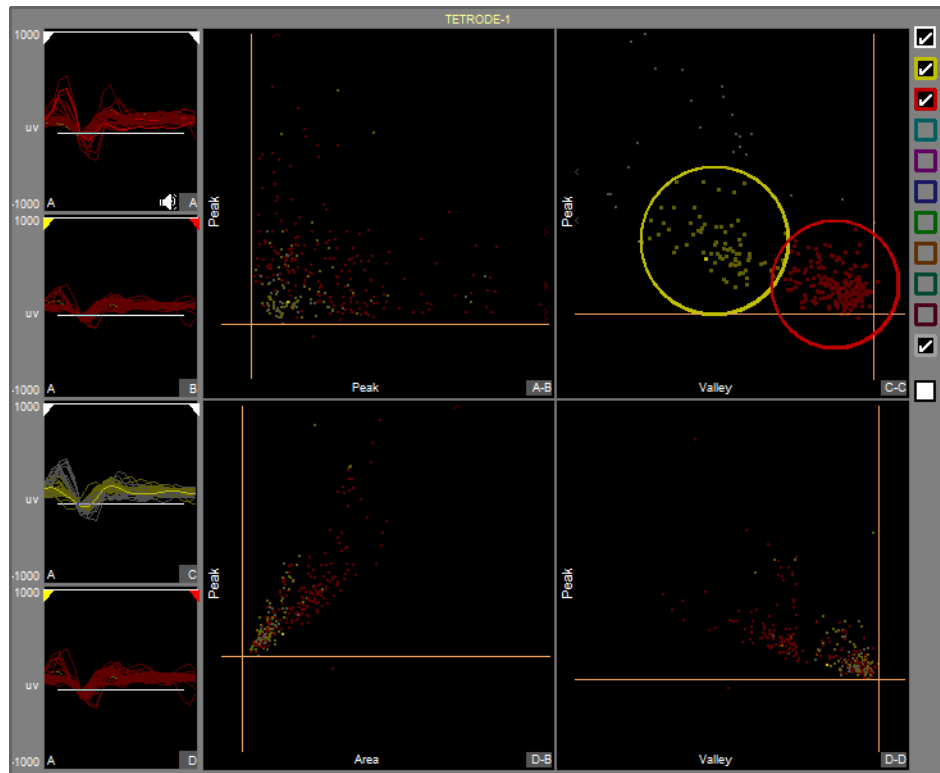 TETRODE-1
1000
uv
-1000
A
A
1000
uv
-1000
A
B
1000
uv
-1000
A
C
1000
uv
-1000
A
D
Peak
Peak
A-B
Peak
Valley
C-C
Peak
Area
D-B
Peak
Valley
D-D